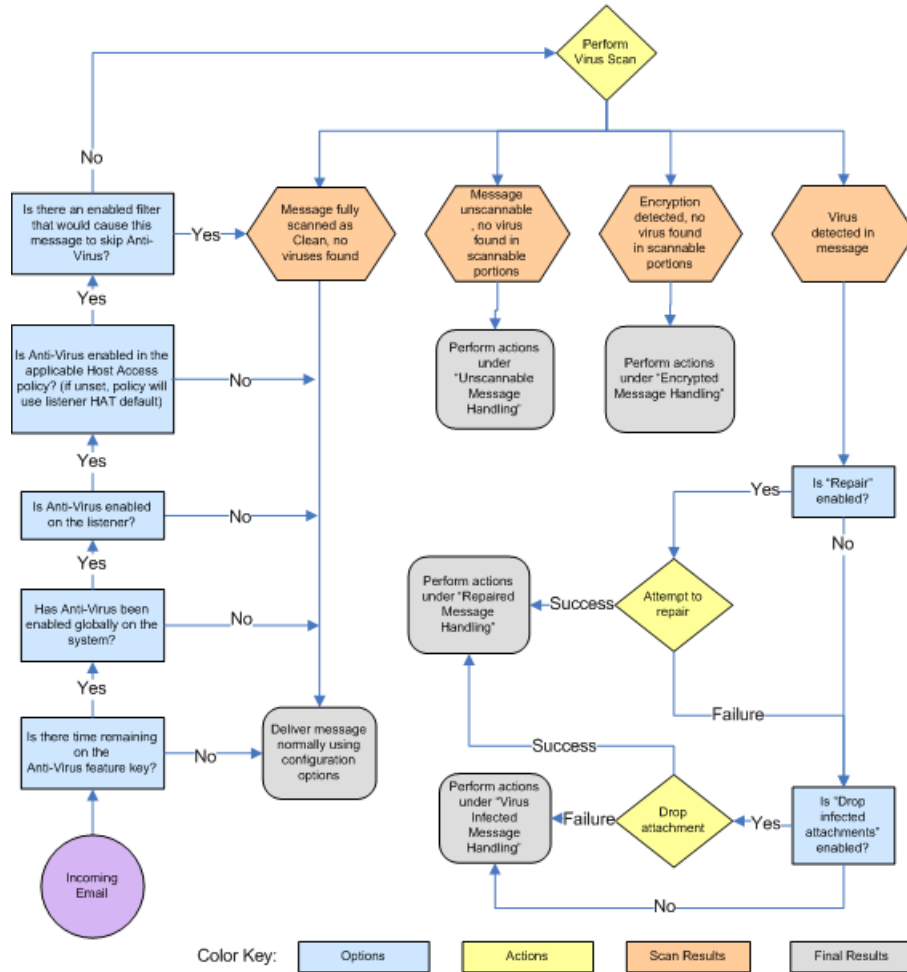 Perform
Virus Scan
No
Is there an enabled filter
that would cause this
message to skip Anti-
Virus?
Yes
Message fully
scanned as
Clean, no
viruses found
Message
unscannable
, no virus
found in
scannable
portions
Encryption
detected, no
virus found
in scannable
portions
Virus
detected in
message
Yes
Is Anti-Virus enabled in the
applicable Host Access
policy? (if unset, policy will
use listener HAT default)
No
Perform actions
under
"Unscannable
Message
Handling"
Perform actions
under "Encrypted
Message Handling"
Yes
Is Anti-Virus enabled
on the listener?
No
Is "Repair"
enabled?
Yes
No
Yes
Has Anti-Virus been
enabled globally on the
system?
No
Perform actions
under "Repaired
Message
Handling"
Success
Attempt to
repair
Yes
Failure
Is there time remaining
on the
Anti-Virus feature key?
No
Deliver message
normally using
configuration
options
Success
Perform actions
under "Virus
Infected
Message
Handling"
Failure
Drop
attachment
Yes
Is "Drop
infected
attachments"
enabled?
No
Incoming
Email
Color Key:
Options
Actions
Scan Results
Final Results